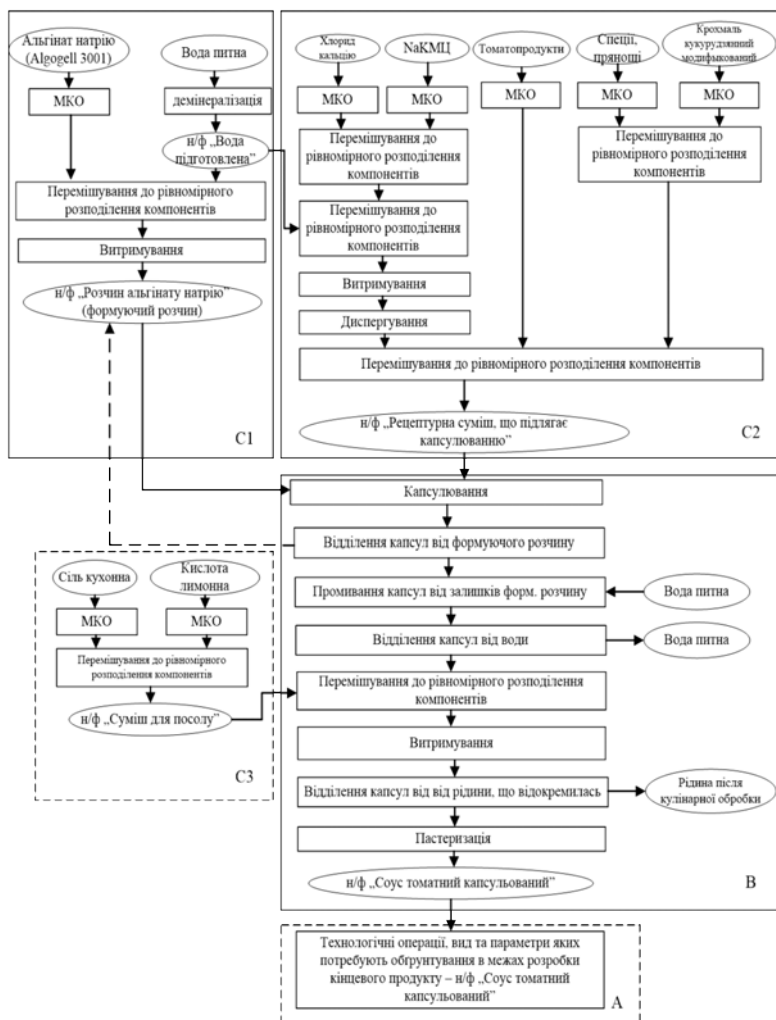 Альгінат натрію
(Algogell 3001)
МКО
Вода питна
демінералізація
н/ф „Вода
підготовлена”
Перемішування до рівномірного
розподілення компонентів
Витримування
н/ф „Розчин альгінату натрію”
(формуючий розчин)
С1
Хлорид
кальцію
NaКМЦ
Томатопродукти
Спеції,
прянощі
Крохмаль
кукурудзянний
модифыкований
МКО
МКО
МКО
МКО
МКО
Перемішування до
рівномірного розподілення
компонентів
Перемішування до
рівномірного розподілення
компонентів
Перемішування до
рівномірного розподілення
компонентів
Витримування
Диспергування
Перемішування до рівномірного розподілення компонентів
н/ф „Рецептурна суміш, що підлягає
капсулюванню”
С2
Капсулювання
Відділення капсул від формуючого розчину
Промивання капсул від залишків форм. розчину
Вода питна
Відділення капсул від води
Вода питна
Перемішування до рівномірного розподілення
компонентів
Витримування
Відділення капсул від від рідини, що відокремилась
Рідина після
кулінарної обробки
Пастеризація
н/ф „Соус томатний капсульований”
В
Сіль кухонна
Кислота
лимонна
МКО
МКО
Перемішування до рівномірного
розподілення компонентів
н/ф „Суміш для посолу”
С3
Технологічні операції, вид та параметри яких
потребують обґрунтування в межах розробки
кінцевого продукту – н/ф „Соус томатний
капсульований”
А